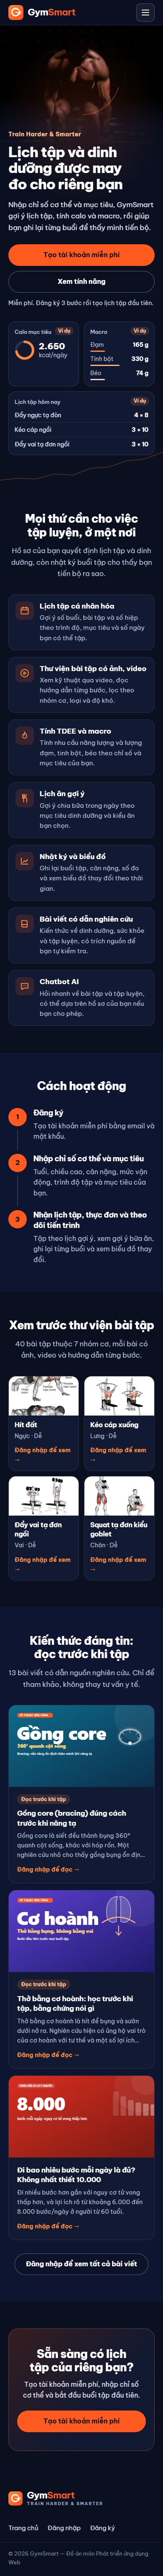 GymSmart
Train Harder & Smarter
Lịch tập và dinh
dưỡng được may
đo cho riêng bạn
Nhập chỉ số cơ thể và mục tiêu, GymSmart
gợi ý lịch tập, tính calo và macro, rồi giúp
bạn ghi lại từng buổi để thấy mình tiến bộ.
Tạo tài khoản miễn phí
Xem tính năng
Miễn phí. Đăng ký 3 bước rồi tạo lịch tập đầu tiên.
Calo mục tiêu Ví dụ
2.650
kcal/ngày
Macro Ví dụ
Đạm 165 g
Tinh bột 330 g
Béo 74 g
Lịch tập hôm nay Ví dụ
Đẩy ngực tạ đòn 4 × 8
Kéo cáp ngồi 3 × 10
Đẩy vai tạ đơn ngồi 3 × 10
Mọi thứ cần cho việc
tập luyện, ở một nơi
Hồ sơ của bạn quyết định lịch tập và dinh
dưỡng, cân nặng mỗi buổi tập cho thấy
tiến bộ ra sao.
Lịch tập cá nhân hóa
Gợi ý số buổi, bài tập và số hiệp
theo trình độ, mục tiêu và số ngày
bạn có thể tập.
Thư viện bài tập có ảnh, video
Xem kỹ thuật qua video, đọc
hướng dẫn từng bước, lọc theo
nhóm cơ, loại và độ khó.
Tính TDEE và macro
Tính nhu cầu năng lượng và lượng
đạm, tinh bột, béo theo chỉ số và
mục tiêu của bạn.
Lịch ăn gợi ý
Gợi ý chia bữa trong ngày theo
mục tiêu dinh dưỡng và kiểu ăn
bạn chọn.
Nhật ký và biểu đồ
Ghi lại buổi tập, cân nặng, số đo
và xem biểu đồ thay đổi theo thời
gian.
Bài viết có dẫn nghiên cứu
Kiến thức về dinh dưỡng, sức khỏe
và tập luyện, có trích nguồn để
bạn tự kiểm tra.
Chatbot AI
Hỏi nhanh về bài tập và tập luyện,
có thể dựa trên hồ sơ của bạn nếu
bạn cho phép.
Cách hoạt động
1
Đăng ký
Tạo tài khoản miễn phí bằng email và
mật khẩu.
2
Nhập chỉ số cơ thể và mục tiêu
Tuổi, chiều cao, cân nặng, mức vận
động, trình độ tập và mục tiêu của
bạn.
3
Nhận lịch tập, thực đơn và theo
dõi tiến trình
Tập theo lịch gợi ý, xem gợi ý bữa ăn,
ghi lại từng buổi và xem biểu đồ thay
đổi.
Xem trước thư viện bài tập
40 bài tập thuộc 7 nhóm cơ, mỗi bài có
ảnh, video và hướng dẫn từng bước.
Hít đất
Ngực · Dễ
Đăng nhập để xem
→
Kéo cáp xuống
Lưng · Dễ
Đăng nhập để xem
→
Đẩy vai tạ đơn
ngồi
Vai · Dễ
Đăng nhập để xem
→
Squat tạ đơn kiểu
goblet
Chân · Dễ
Đăng nhập để xem
→
Kiến thức đáng tin:
đọc trước khi tập
13 bài viết có dẫn nguồn nghiên cứu. Chỉ để
tham khảo, không thay tư vấn y tế.
Gồng core
360° quanh cột sống
Đọc trước khi tập
Gồng core (bracing) đúng cách
trước khi nâng tạ
Gồng core là siết đều thành bụng 360°
quanh cột sống, khác với hóp rốn. Một
nghiên cứu nhỏ cho thấy gồng bụng ổn địn...
Đăng nhập để đọc →
Cơ hoành
Thở bằng bụng, không bằng vai
Đọc trước khi tập
Thở bằng cơ hoành: học trước khi
tập, bằng chứng nói gì
Thở bằng cơ hoành là hít để bụng và sườn
dưới nở ra. Nghiên cứu hiện có ủng hộ vai trò
của cơ hoành với cột sống và lợi ích...
Đăng nhập để đọc →
8.000
Đi bao nhiêu bước mỗi ngày là đủ?
Không nhất thiết 10.000
Đi nhiều bước hơn gắn với nguy cơ tử vong
thấp hơn, và lợi ích rõ từ khoảng 6.000 đến
8.000 bước/ngày ở người từ 60 tuổi...
Đăng nhập để đọc →
Đăng nhập để xem tất cả bài viết
Sẵn sàng có lịch
tập của riêng bạn?
Tạo tài khoản miễn phí, nhập chỉ số
cơ thể và bắt đầu buổi tập đầu tiên.
Tạo tài khoản miễn phí
GymSmart
TRAIN HARDER & SMARTER
Trang chủ Đăng nhập Đăng ký
© 2026 GymSmart — Đồ án môn Phát triển ứng dụng
Web